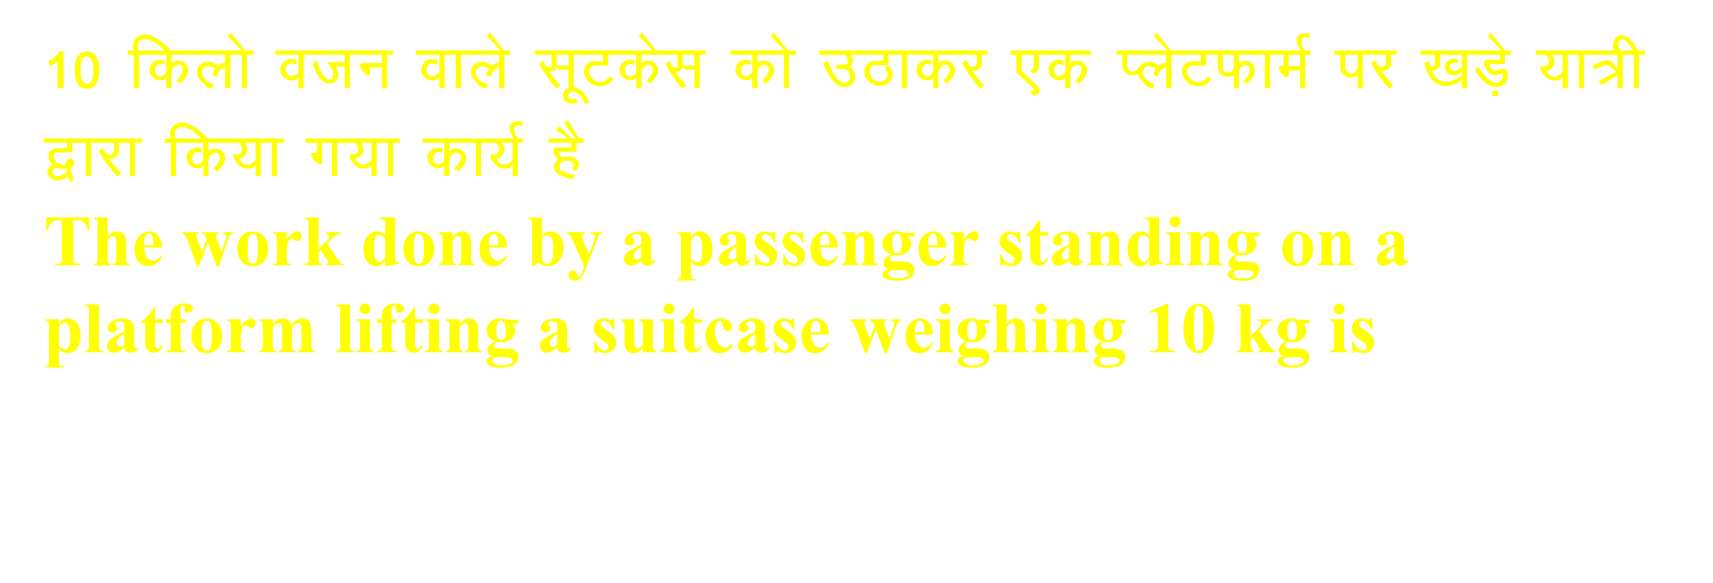 10 किलो वजन वाले सूटकेस को उठाकर एक प्लेटफार्म पर खड़े यात्री
द्वारा किया गया कार्य है
The work done by a passenger standing on a
platform lifting a suitcase weighing 10 kg is